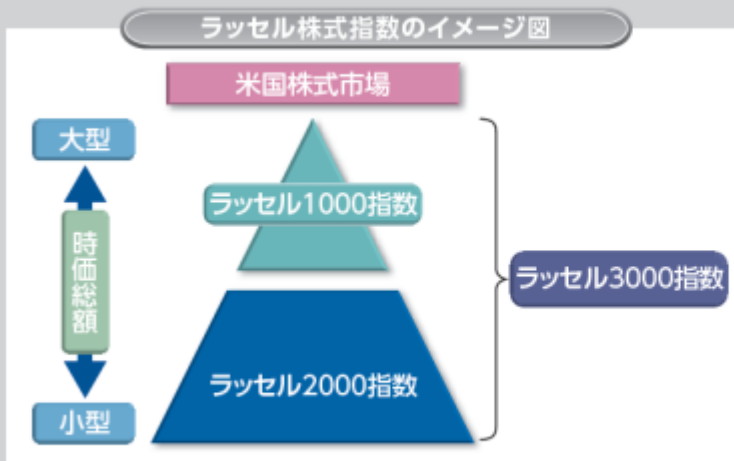 ラッセル株式指数のイメージ図
米国株式市場
大型
ラッセル1000指数
時価総額
ラッセル3000指数
ラッセル2000指数
小型